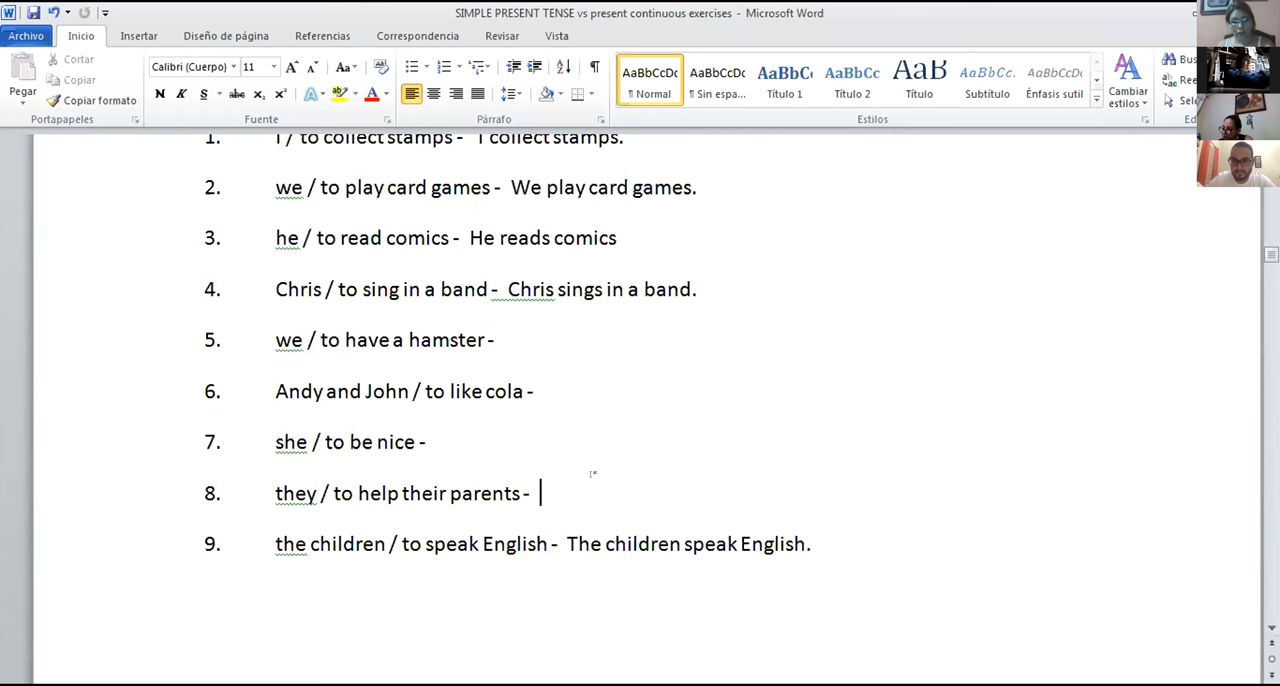 SIMPLE PRESENT TENSE vs present continuous exercises - Microsoft Word
Archivo Inicio Insertar Diseño de página Referencias Correspondencia Revisar Vista
Pegar
Cortar
Copiar
Copiar formato
Portapapeles
Calibri (Cuerpo) 11
Fuente
Párrafo
AaBbCcDc AaBbCcDc AaBbC AaBbCc AaB AaBbCc. AaBbCcDc
¶ Normal ¶ Sin espa... Título 1 Título 2 Título Subtítulo Énfasis sutil
Cambiar estilos
Estilos
1. I / to collect stamps - I collect stamps.
2. we / to play card games - We play card games.
3. he / to read comics - He reads comics
4. Chris / to sing in a band - Chris sings in a band.
5. we / to have a hamster -
6. Andy and John / to like cola -
7. she / to be nice -
8. they / to help their parents -
9. the children / to speak English - The children speak English.